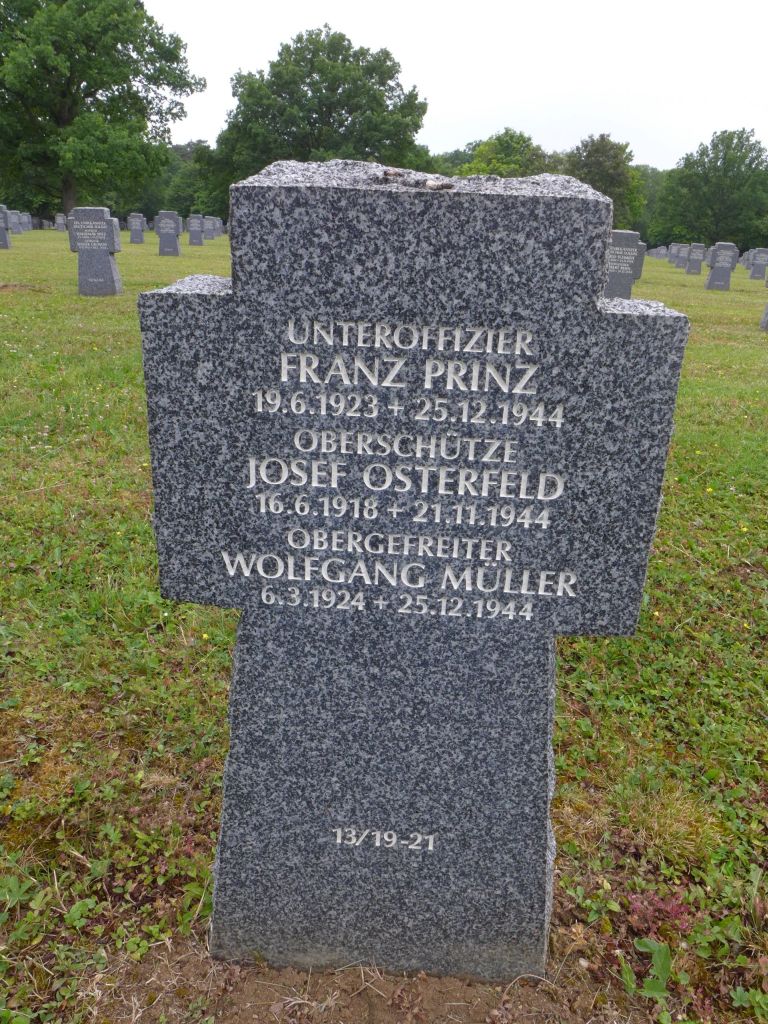 UNTEROFFIZIER
FRANZ PRINZ
19.6.1923 + 25.12.1944
OBERSCHÜTZE
JOSEF OSTERFELD
16.6.1918 + 21.11.1944
OBERGEFREITER
WOLFGANG MÜLLER
6.3.1924 + 25.12.1944
13/19-21